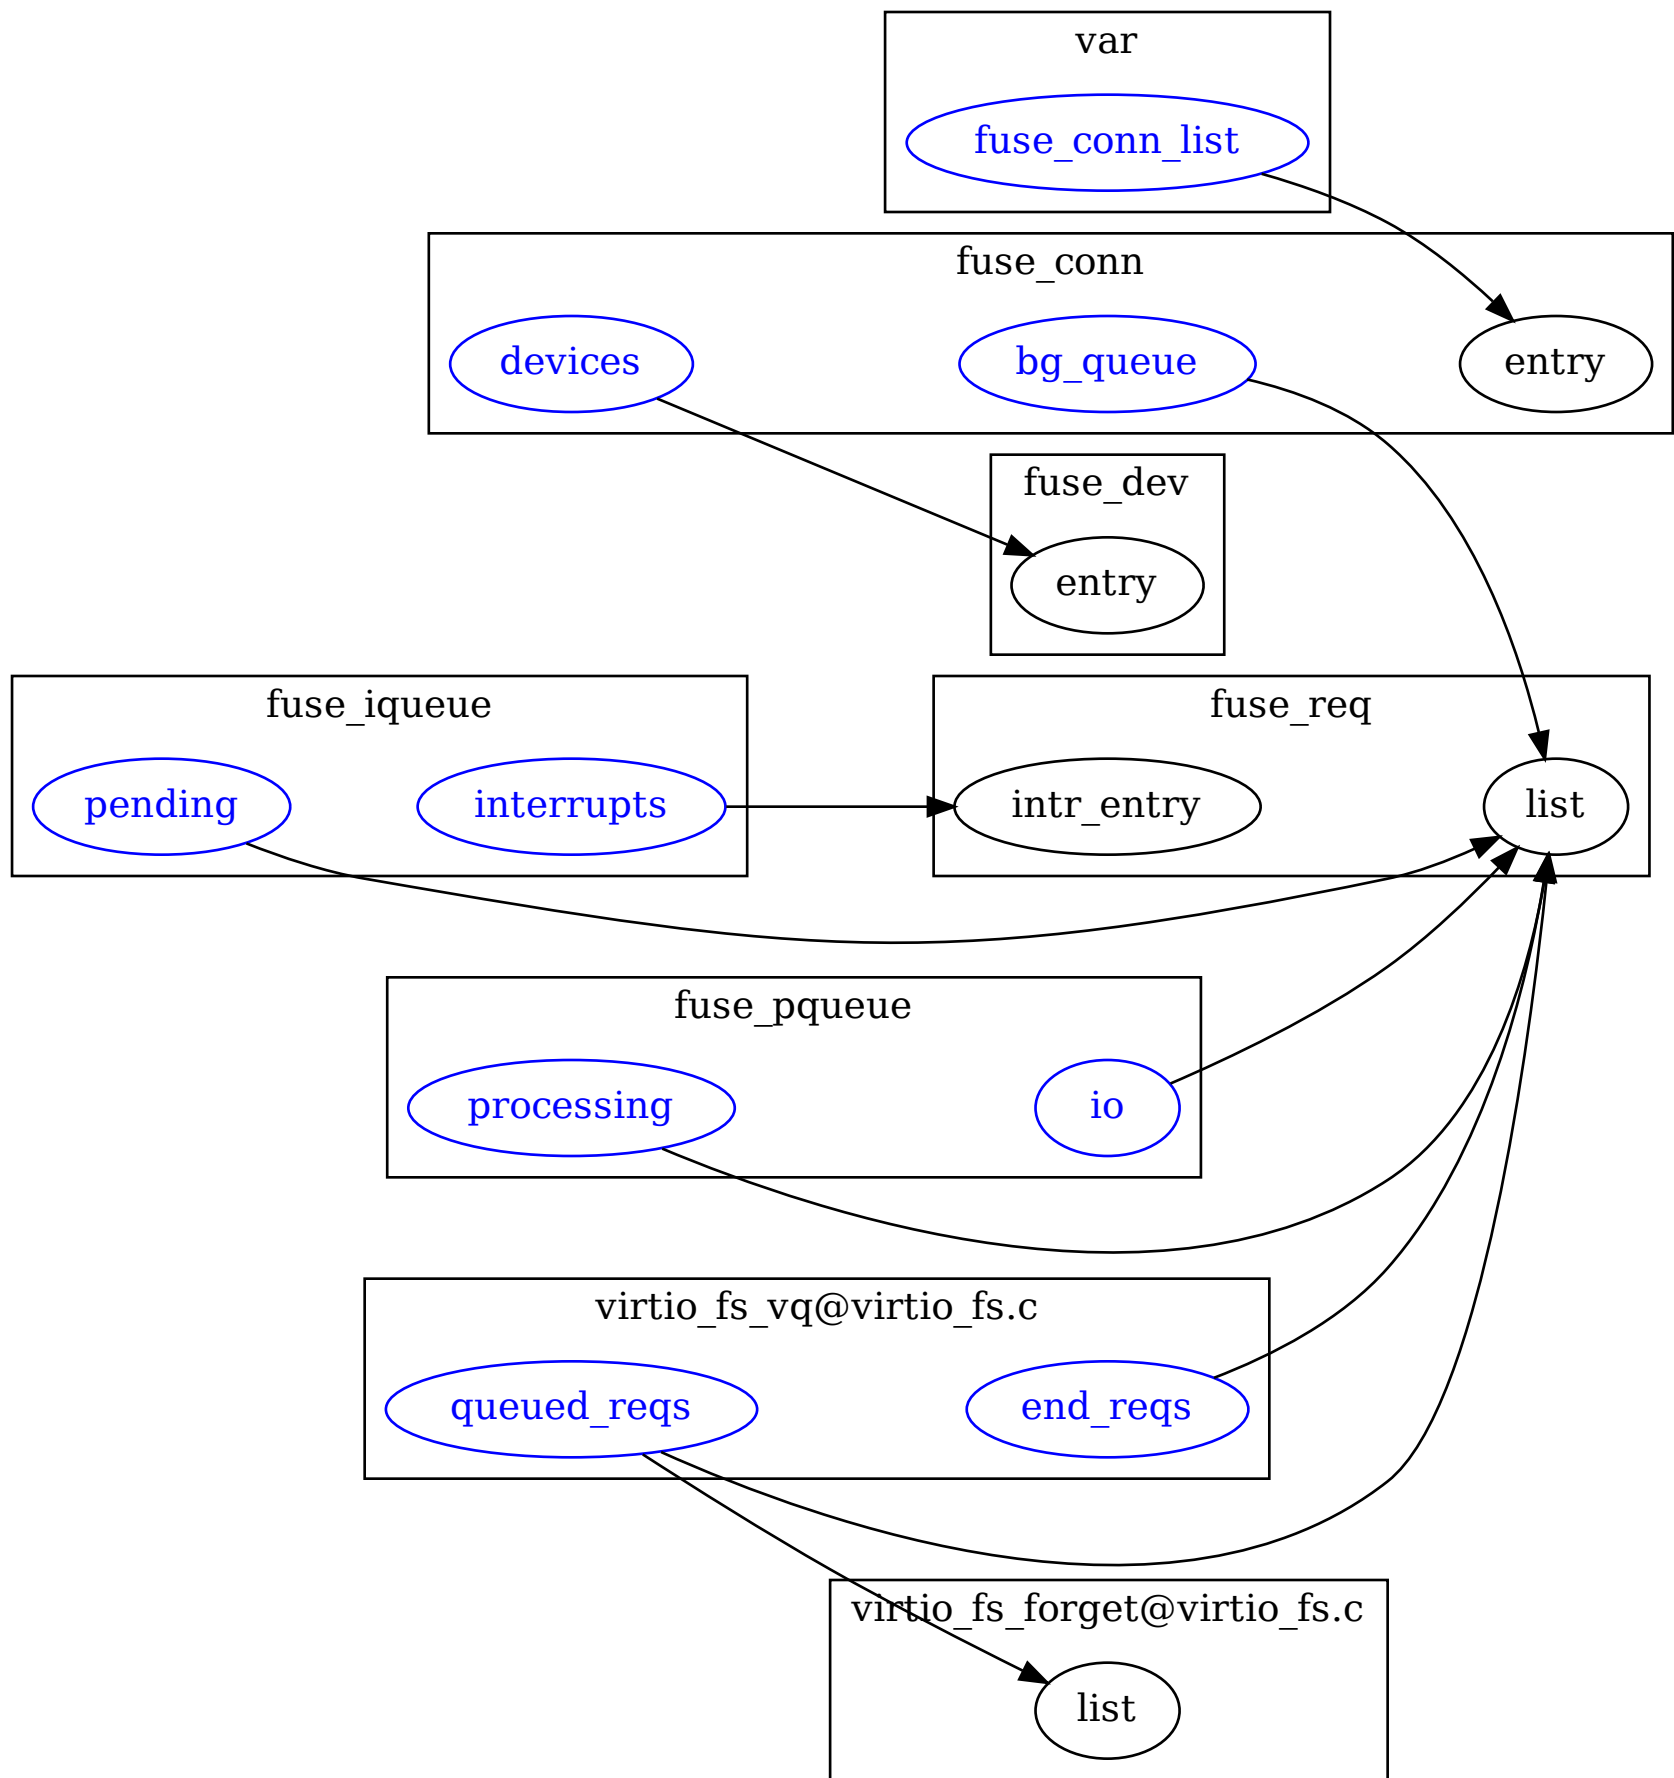 var
fuse_conn_list
fuse_conn
devices
bg_queue
entry
fuse_dev
entry
fuse_iqueue
pending
interrupts
fuse_req
intr_entry
list
fuse_pqueue
processing
io
virtio_fs_vq@virtio_fs.c
queued_reqs
end_reqs
virtio_fs_forget@virtio_fs.c
list